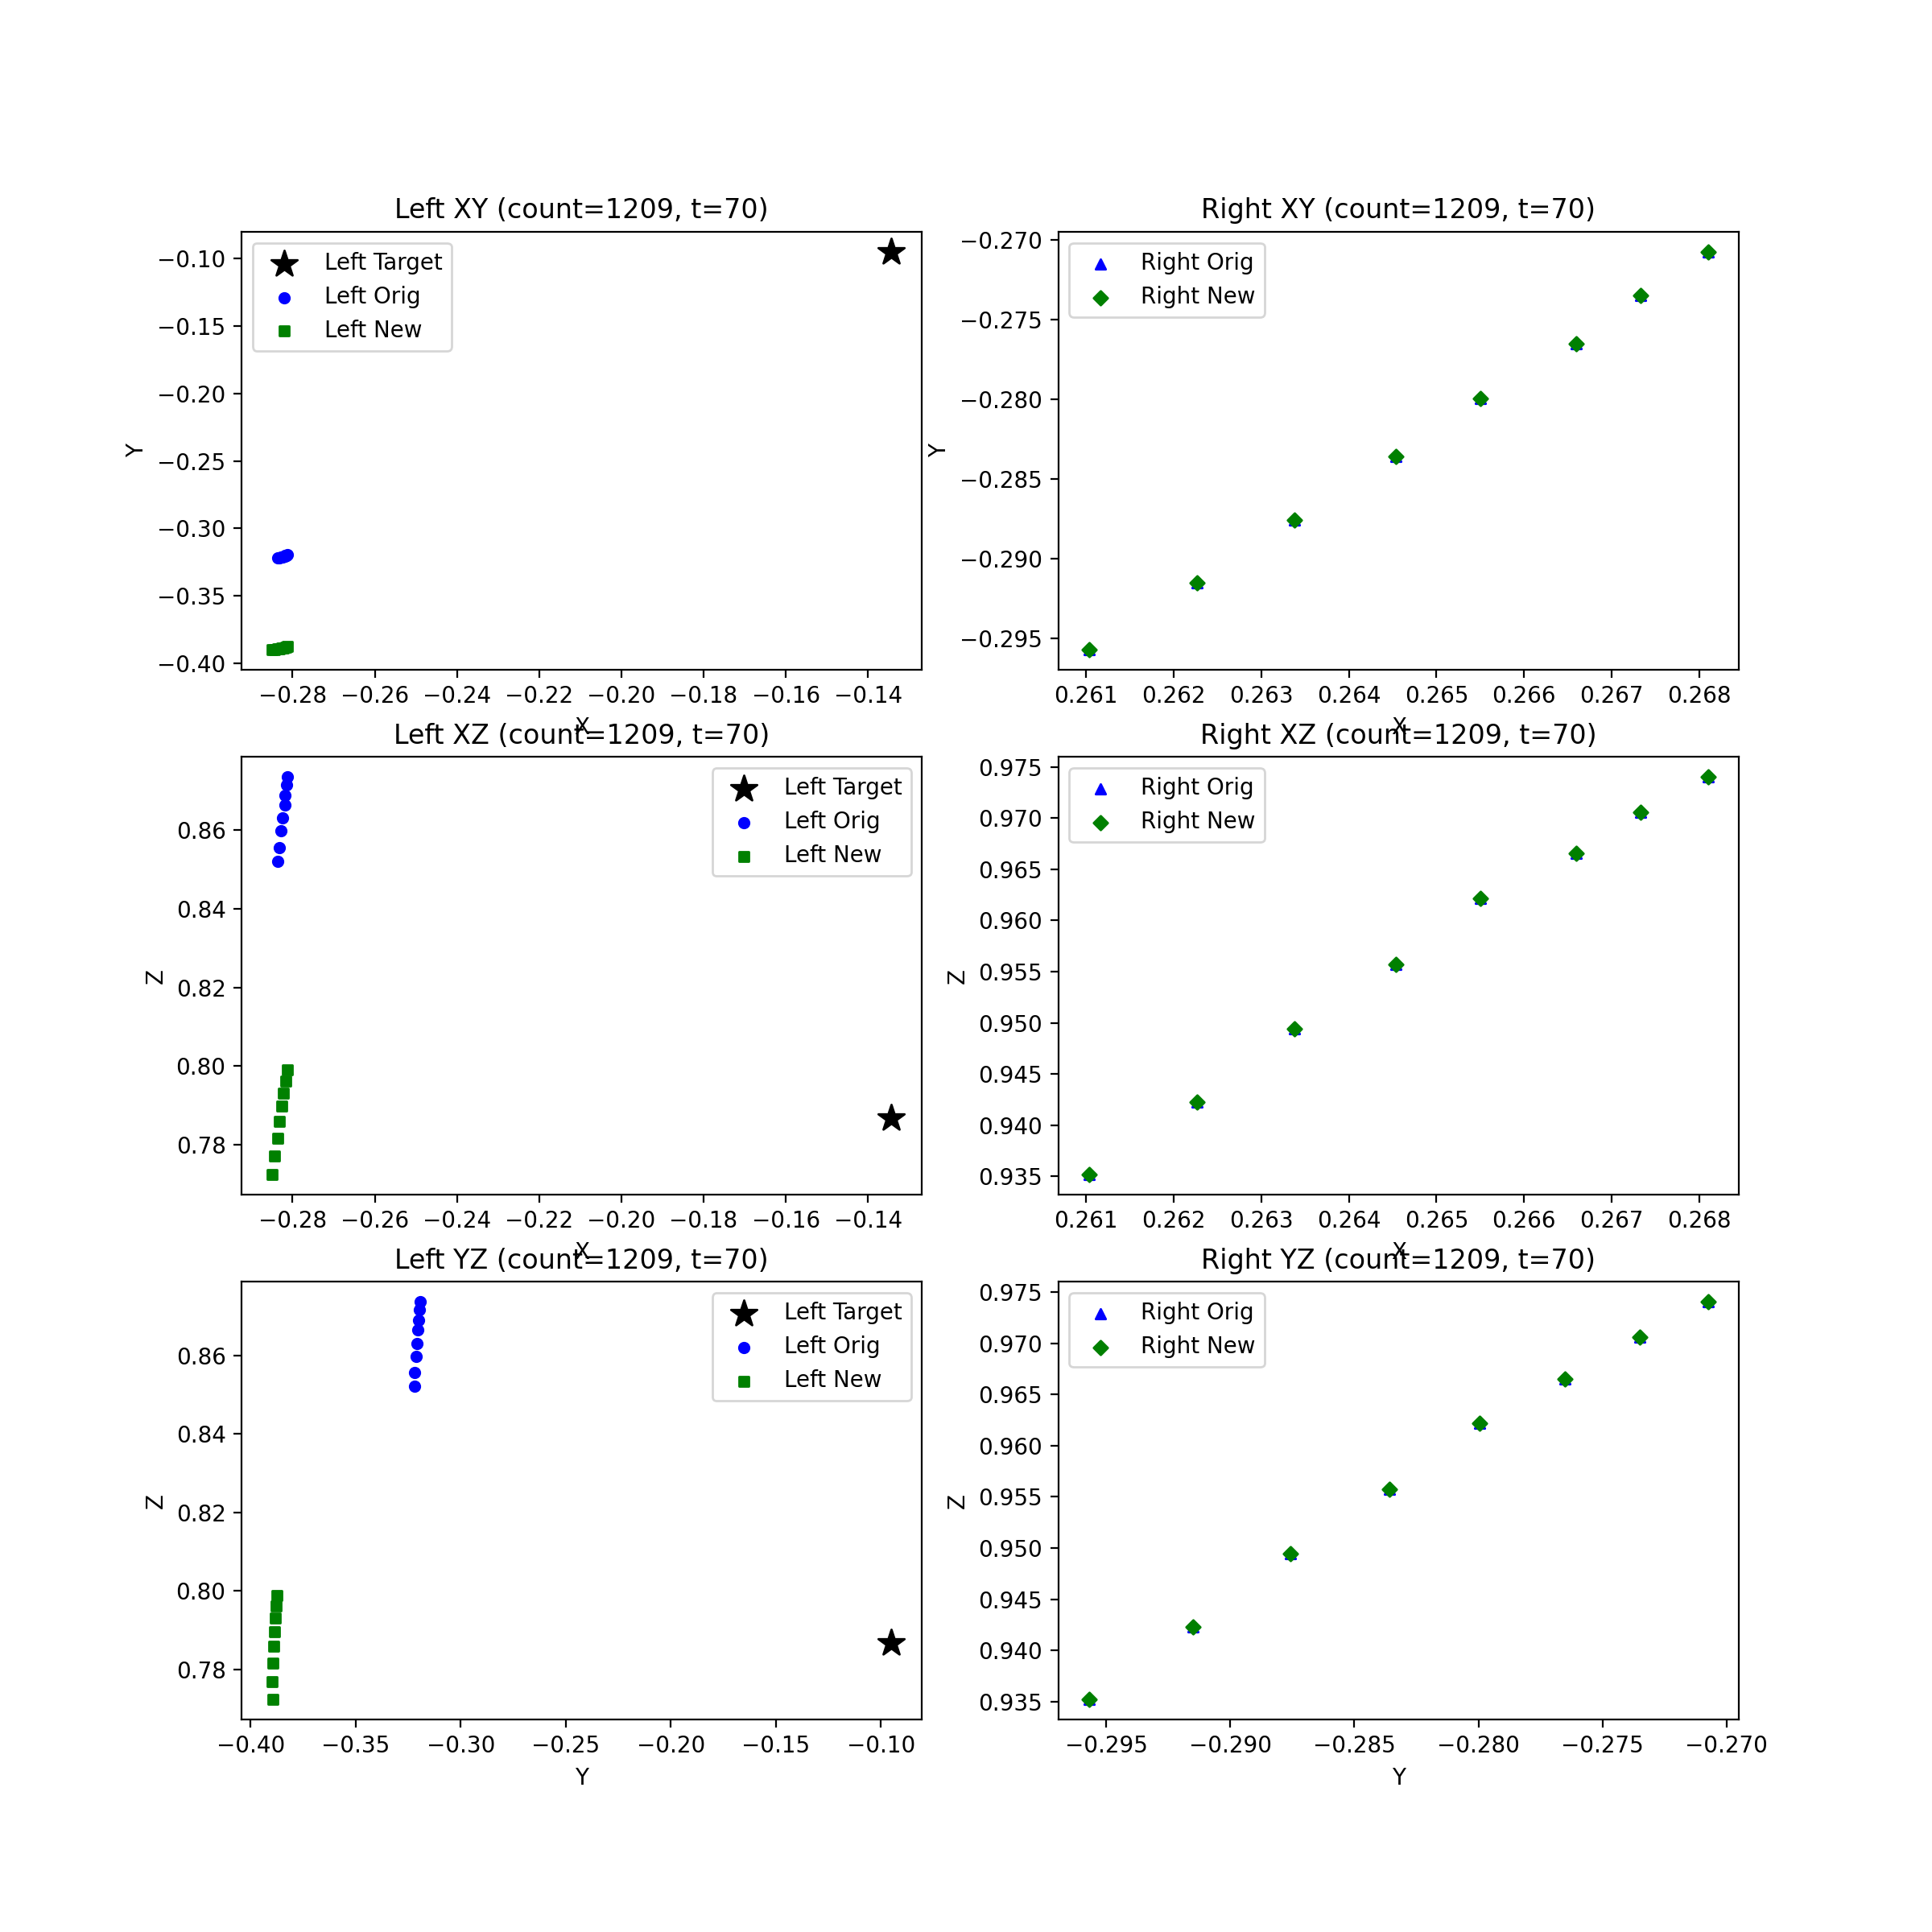 Left XY (count=1209, t=70)
Left Target
Left Orig
Left New
−0.10
−0.15
−0.20
−0.25
−0.30
−0.35
−0.40
Y
−0.28 −0.26 −0.24 −0.22 −0.20 −0.18 −0.16 −0.14
X
Right XY (count=1209, t=70)
Right Orig
Right New
−0.270
−0.275
−0.280
−0.285
−0.290
−0.295
Y
0.261 0.262 0.263 0.264 0.265 0.266 0.267 0.268
X
Left XZ (count=1209, t=70)
Left Target
Left Orig
Left New
0.86
0.84
0.82
0.80
0.78
Z
−0.28 −0.26 −0.24 −0.22 −0.20 −0.18 −0.16 −0.14
X
Right XZ (count=1209, t=70)
Right Orig
Right New
0.975
0.970
0.965
0.960
0.955
0.950
0.945
0.940
0.935
Z
0.261 0.262 0.263 0.264 0.265 0.266 0.267 0.268
X
Left YZ (count=1209, t=70)
Left Target
Left Orig
Left New
0.86
0.84
0.82
0.80
0.78
Z
−0.40 −0.35 −0.30 −0.25 −0.20 −0.15 −0.10
Y
Right YZ (count=1209, t=70)
Right Orig
Right New
0.975
0.970
0.965
0.960
0.955
0.950
0.945
0.940
0.935
Z
−0.295 −0.290 −0.285 −0.280 −0.275 −0.270
Y